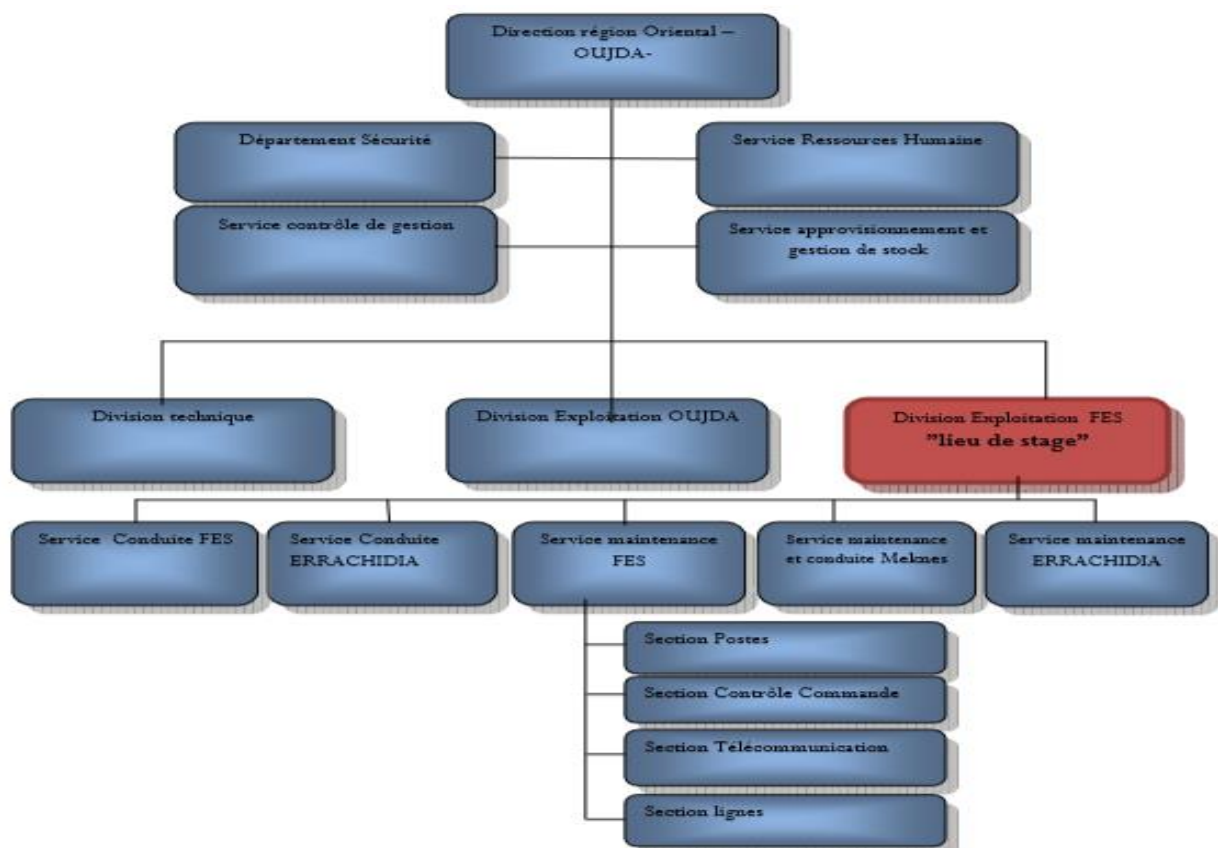 Direction région Oriental –
OUJDA-
Département Sécurité
Service Ressources Humaine
Service contrôle de gestion
Service approvisionnement et
gestion de stock
Division technique
Division Exploitation OUJDA
Division Exploitation FES
”lieu de stage”
Service Conduite FES
Service Conduite
ERRACHIDIA
Service maintenance
FES
Service maintenance
et conduite Meknes
Service maintenance
ERRACHIDIA
Section Postes
Section Contrôle Commande
Section Télécommunication
Section lignes